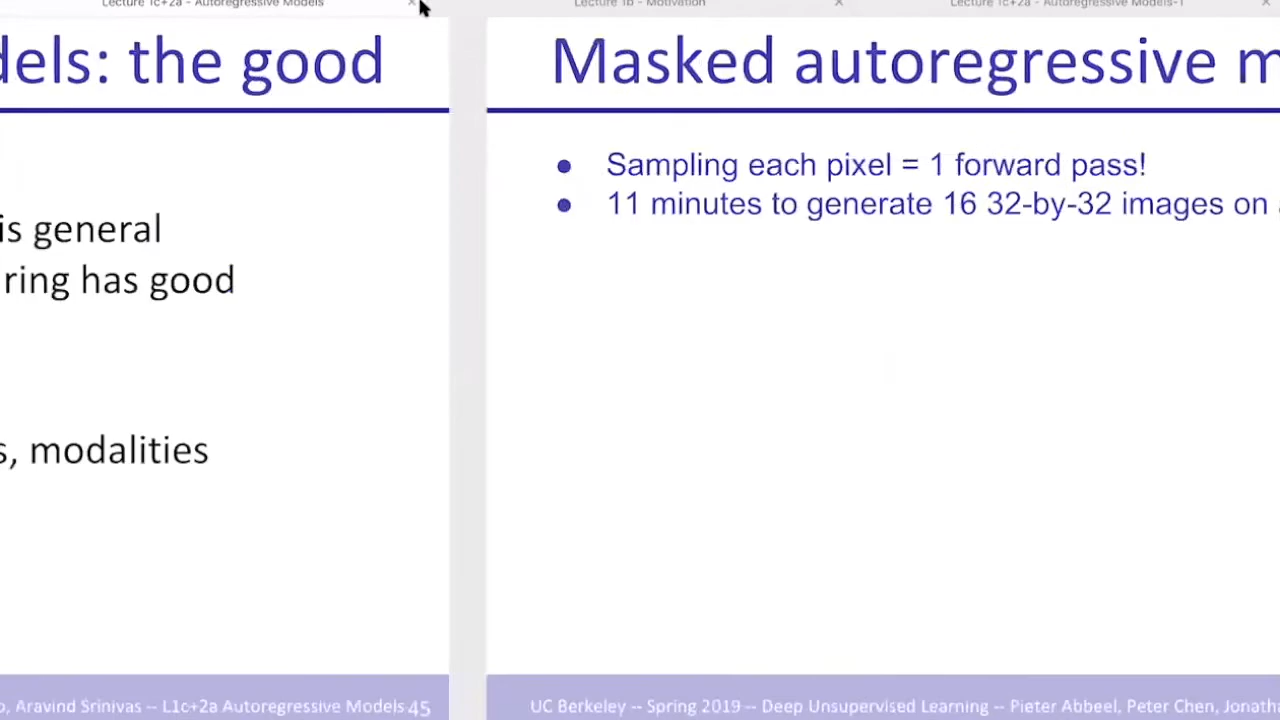 Lecture 1c+2a - Autoregressive Models
Lecture 1b - Motivation
Lecture 1c+2a - Autoregressive Models-1
dels: the good
is general
ring has good
s, modalities
o, Aravind Srinivas -- L1c+2a Autoregressive Models 45
Masked autoregressive m
● Sampling each pixel = 1 forward pass!
● 11 minutes to generate 16 32-by-32 images on
UC Berkeley -- Spring 2019 -- Deep Unsupervised Learning -- Pieter Abbeel, Peter Chen, Jonath